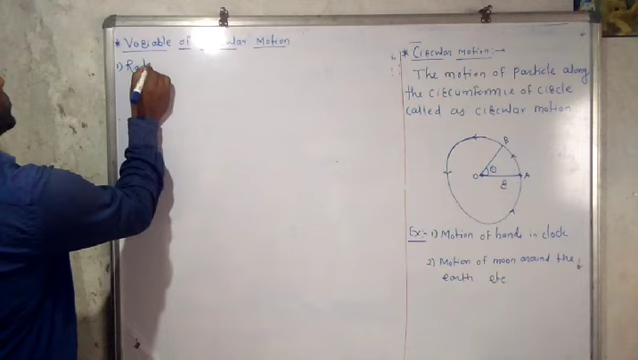 * Variable of Circular Motion
1) Rad
* Circular motion:-
The motion of Particle along
the circumfornic of circle
called as circular motion
B
O θ A
r
Ex:- 1) Motion of hands in clock
2) Motion of moon around the
earth etc